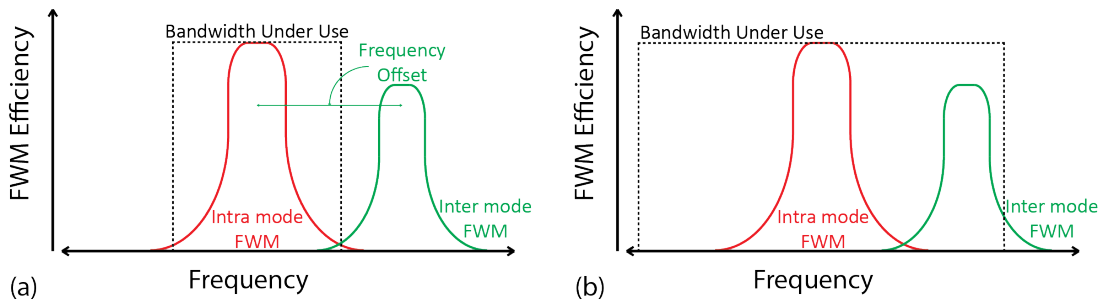 FWM Efficiency
Bandwidth Under Use
Frequency
Offset
Intra mode
FWM
Inter mode
FWM
Frequency
(a)
FWM Efficiency
Bandwidth Under Use
Intra mode
FWM
Inter mode
FWM
Frequency
(b)